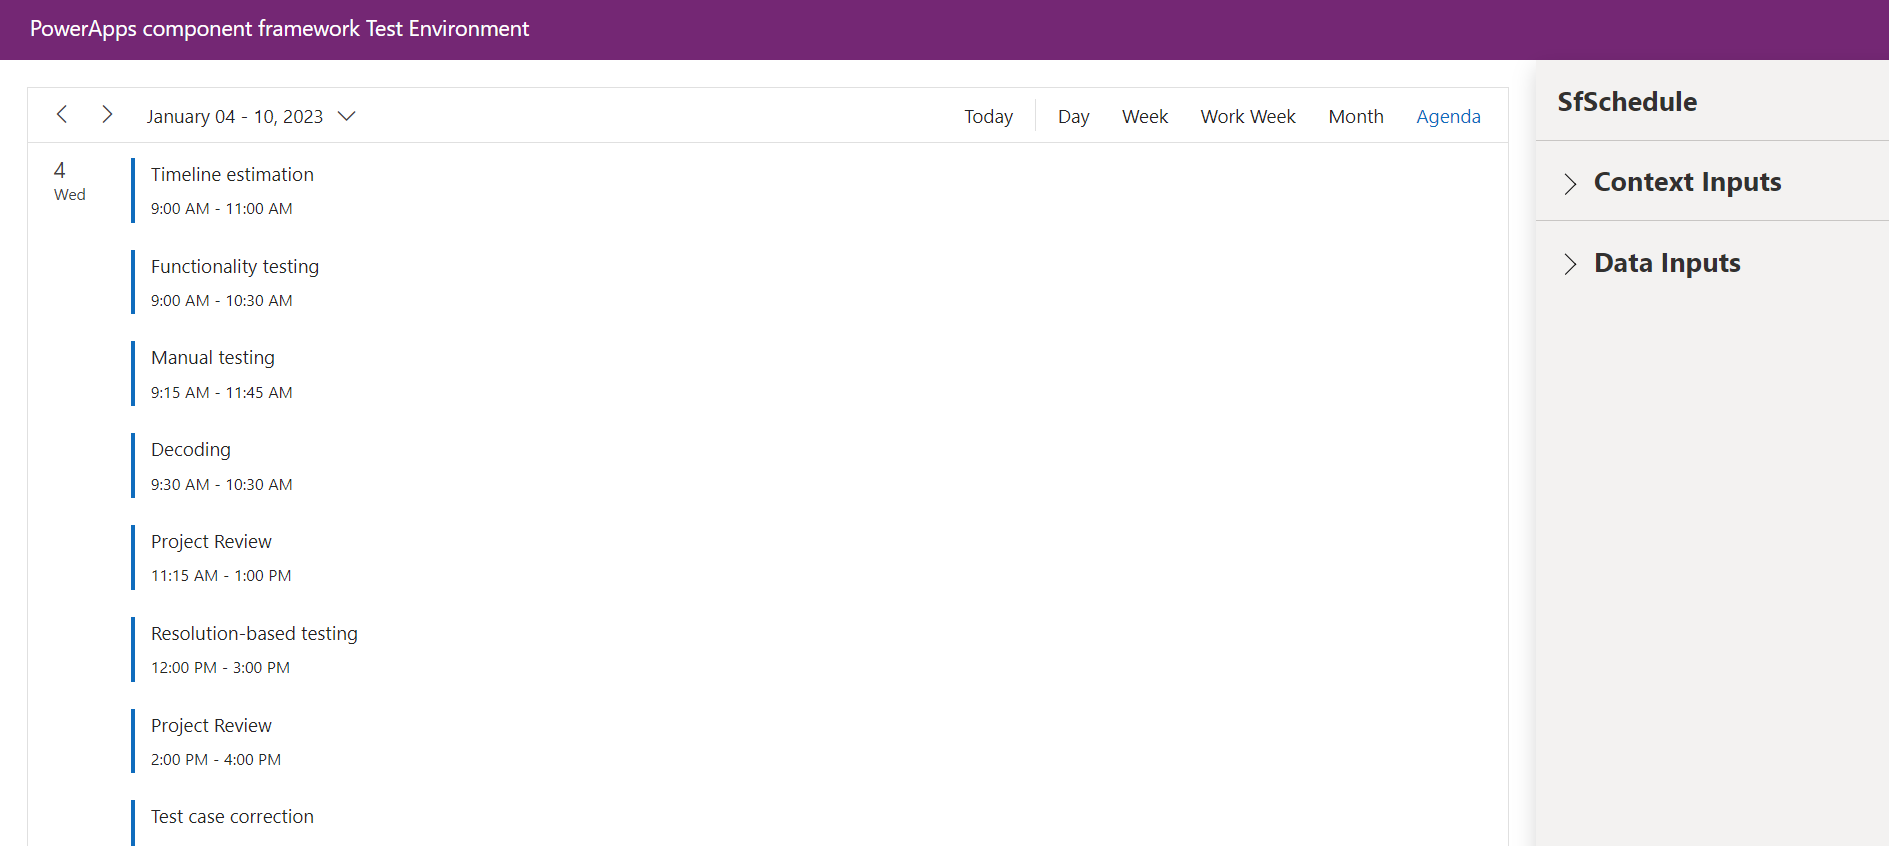 PowerApps component framework Test Environment
January 04 - 10, 2023
Today
Day
Week
Work Week
Month
Agenda
4
Wed
Timeline estimation
9:00 AM - 11:00 AM
Functionality testing
9:00 AM - 10:30 AM
Manual testing
9:15 AM - 11:45 AM
Decoding
9:30 AM - 10:30 AM
Project Review
11:15 AM - 1:00 PM
Resolution-based testing
12:00 PM - 3:00 PM
Project Review
2:00 PM - 4:00 PM
Test case correction
SfSchedule
Context Inputs
Data Inputs